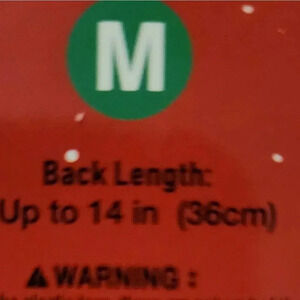 M
Back Length:
Up to 14 in (36cm)
⚠ WARNING :